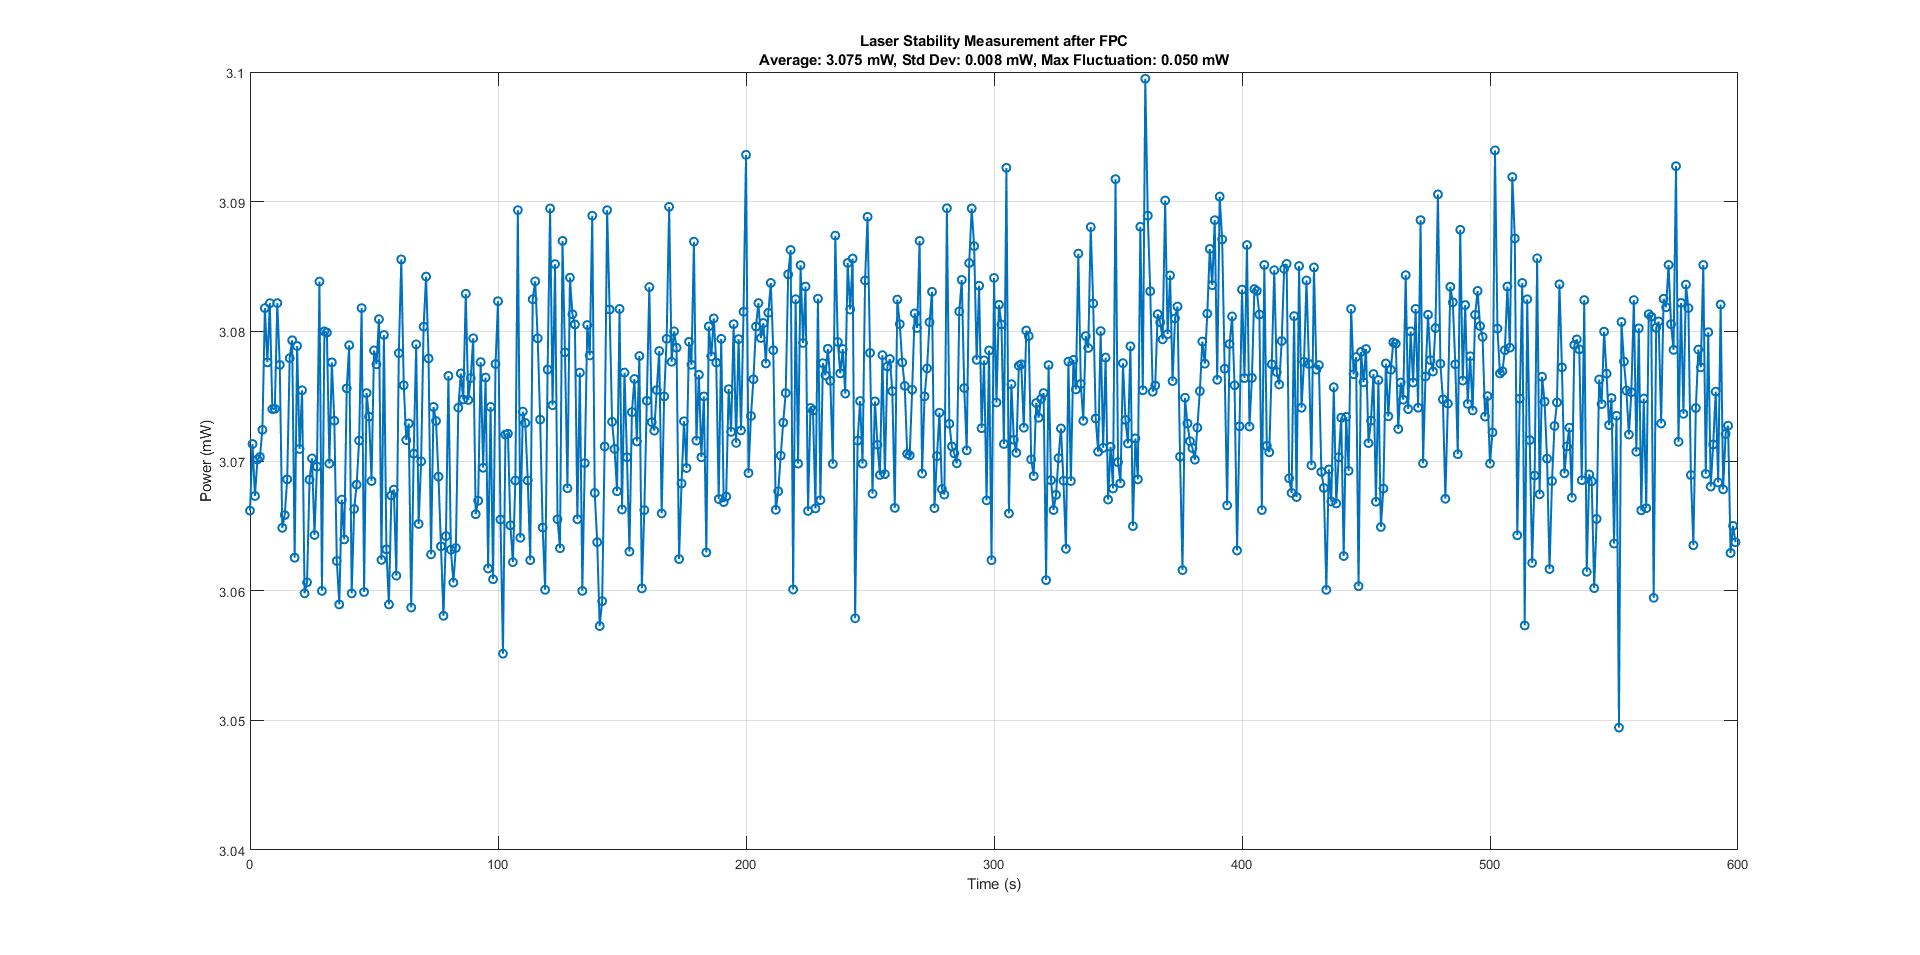 Laser Stability Measurement after FPC
Average: 3.075 mW, Std Dev: 0.008 mW, Max Fluctuation: 0.050 mW
3.1
3.09
3.08
3.07
3.06
3.05
3.04
Power (mW)
0 100 200 300 400 500 600
Time (s)